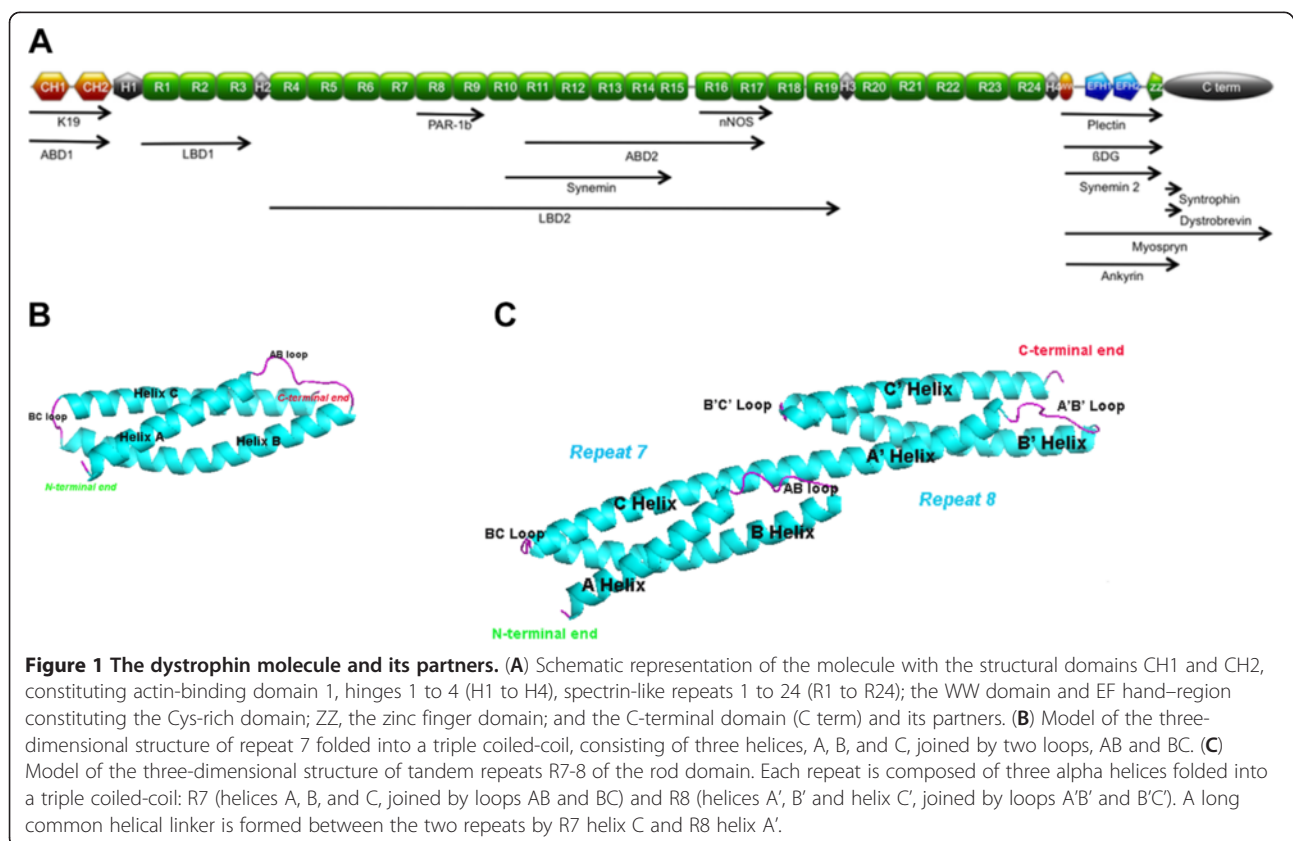 A
CH1 CH2 H1 R1 R2 R3 H2 R4 R5 R6 R7 R8 R9 R10 R11 R12 R13 R14 R15 R16 R17 R18 R19 H3 R20 R21 R22 R23 R24 H4 WW EFH1 EFH2 ZZ C term
K19 PAR-1b nNOS Plectin
ABD1 LBD1 ABD2 ßDG
Synemin Synemin 2
Syntrophin
LBD2 Dystrobrevin
Myospryn
Ankyrin
B
AB loop
Helix C
C-terminal end
BC loop
Helix A
Helix B
N-terminal end
C
C-terminal end
C' Helix
B'C' Loop A'B' Loop
B' Helix
Repeat 7 A' Helix
AB loop
C Helix Repeat 8
BC Loop B Helix
A Helix
N-terminal end
Figure 1 The dystrophin molecule and its partners. (A) Schematic representation of the molecule with the structural domains CH1 and CH2,
constituting actin-binding domain 1, hinges 1 to 4 (H1 to H4), spectrin-like repeats 1 to 24 (R1 to R24); the WW domain and EF hand–region
constituting the Cys-rich domain; ZZ, the zinc finger domain; and the C-terminal domain (C term) and its partners. (B) Model of the three-
dimensional structure of repeat 7 folded into a triple coiled-coil, consisting of three helices, A, B, and C, joined by two loops, AB and BC. (C)
Model of the three-dimensional structure of tandem repeats R7-8 of the rod domain. Each repeat is composed of three alpha helices folded into
a triple coiled-coil: R7 (helices A, B, and C, joined by loops AB and BC) and R8 (helices A', B' and helix C', joined by loops A'B' and B'C'). A long
common helical linker is formed between the two repeats by R7 helix C and R8 helix A'.